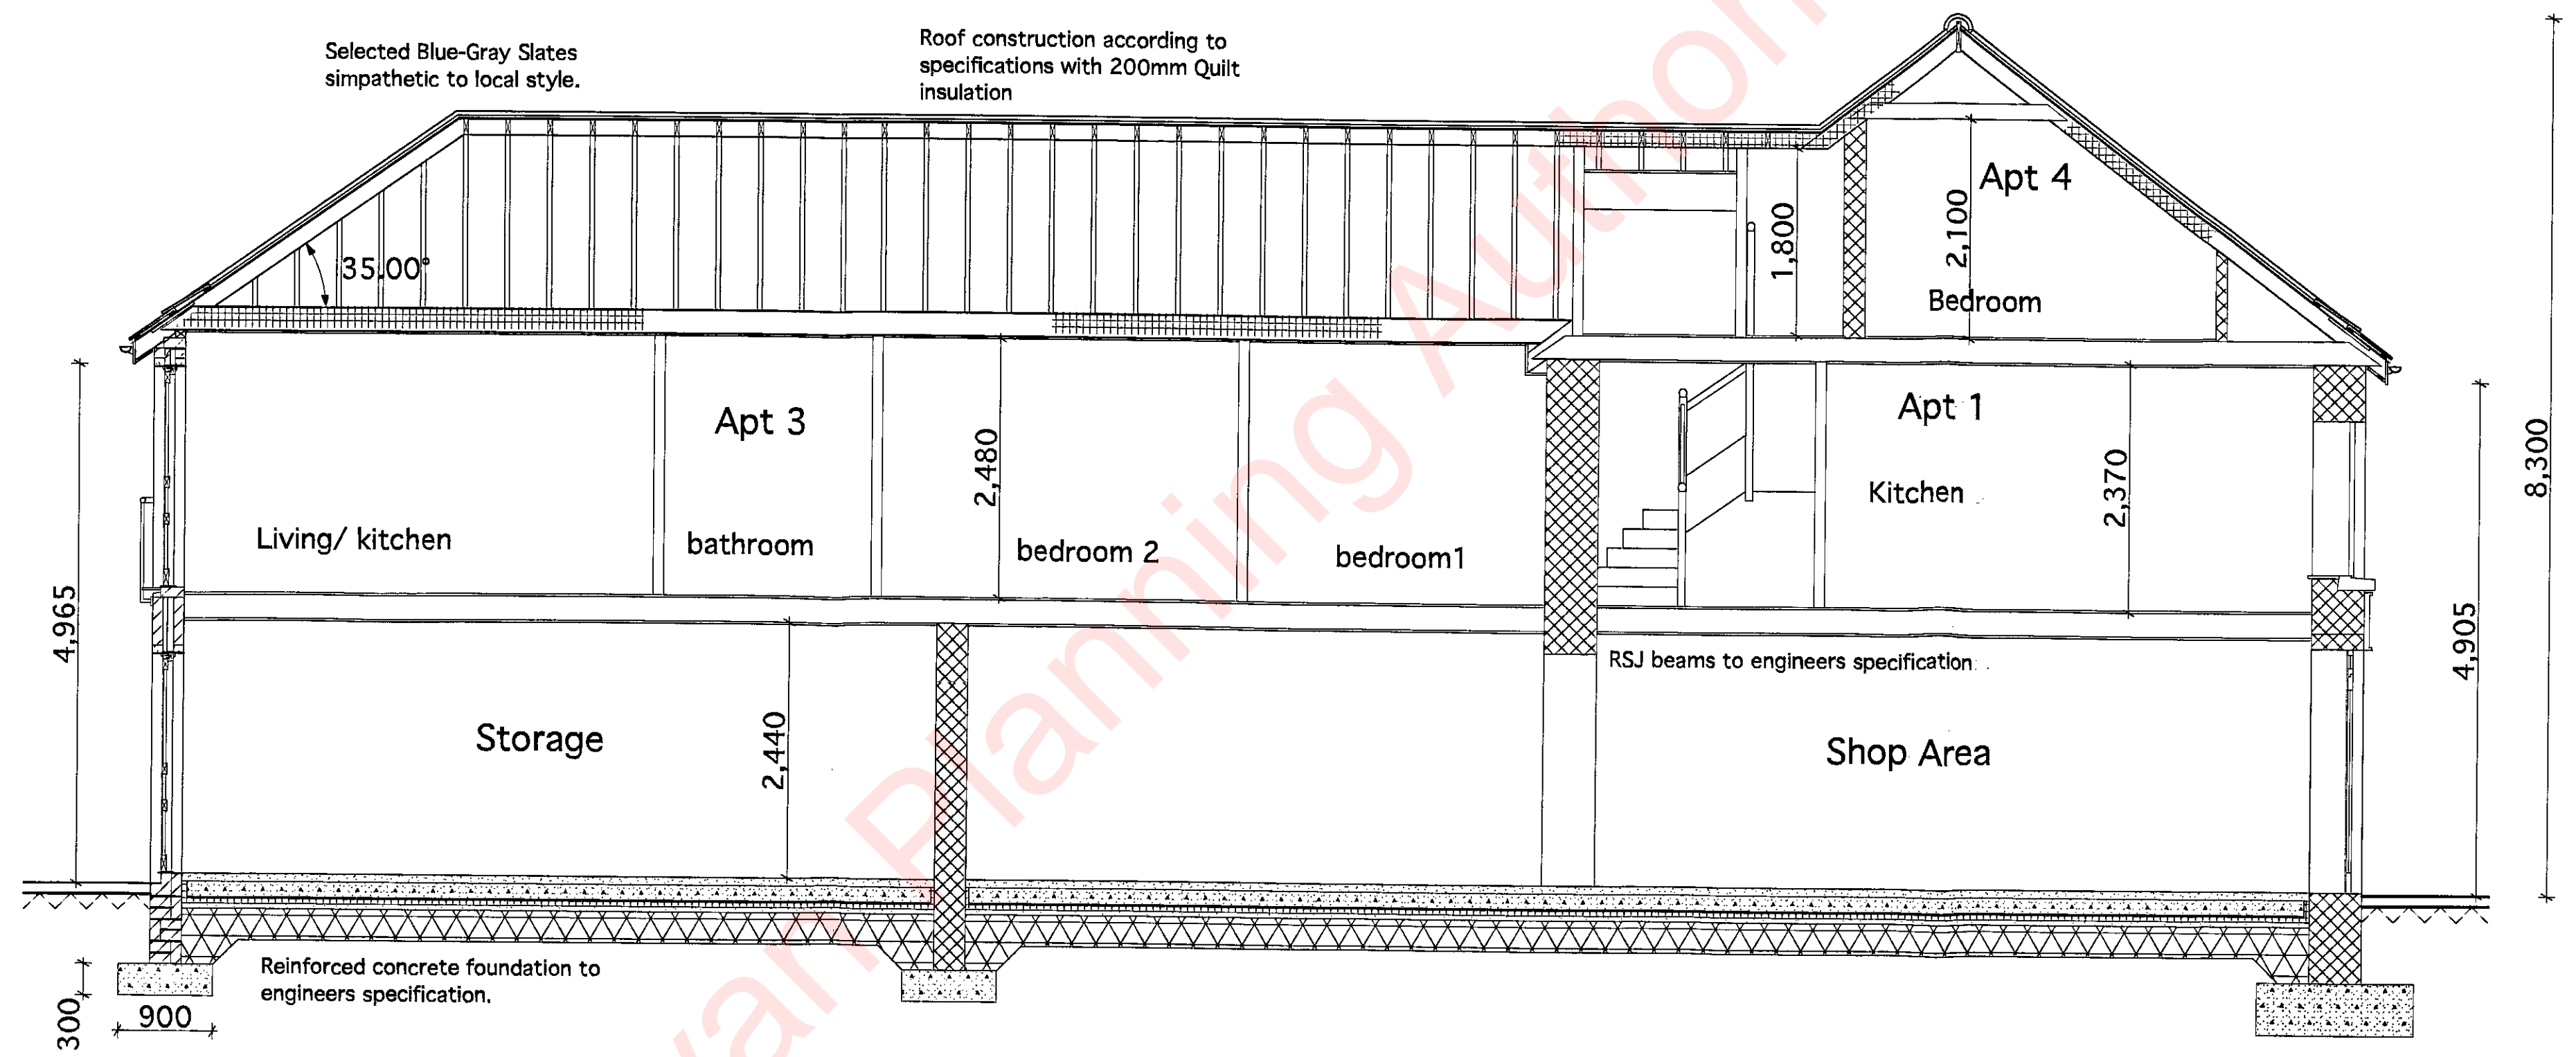 Selected Blue-Gray Slates
simpathetic to local style.
Roof construction according to
specifications with 200mm Quilt
insulation
35.00°
1,800
2,100
Apt 4
Bedroom
8,300
Apt 3
2,480
Apt 1
Kitchen
2,370
Living/ kitchen
bathroom
bedroom 2
bedroom1
4,965
4,905
RSJ beams to engineers specification
Storage
2,440
Shop Area
Reinforced concrete foundation to
engineers specification.
300
900
Planning